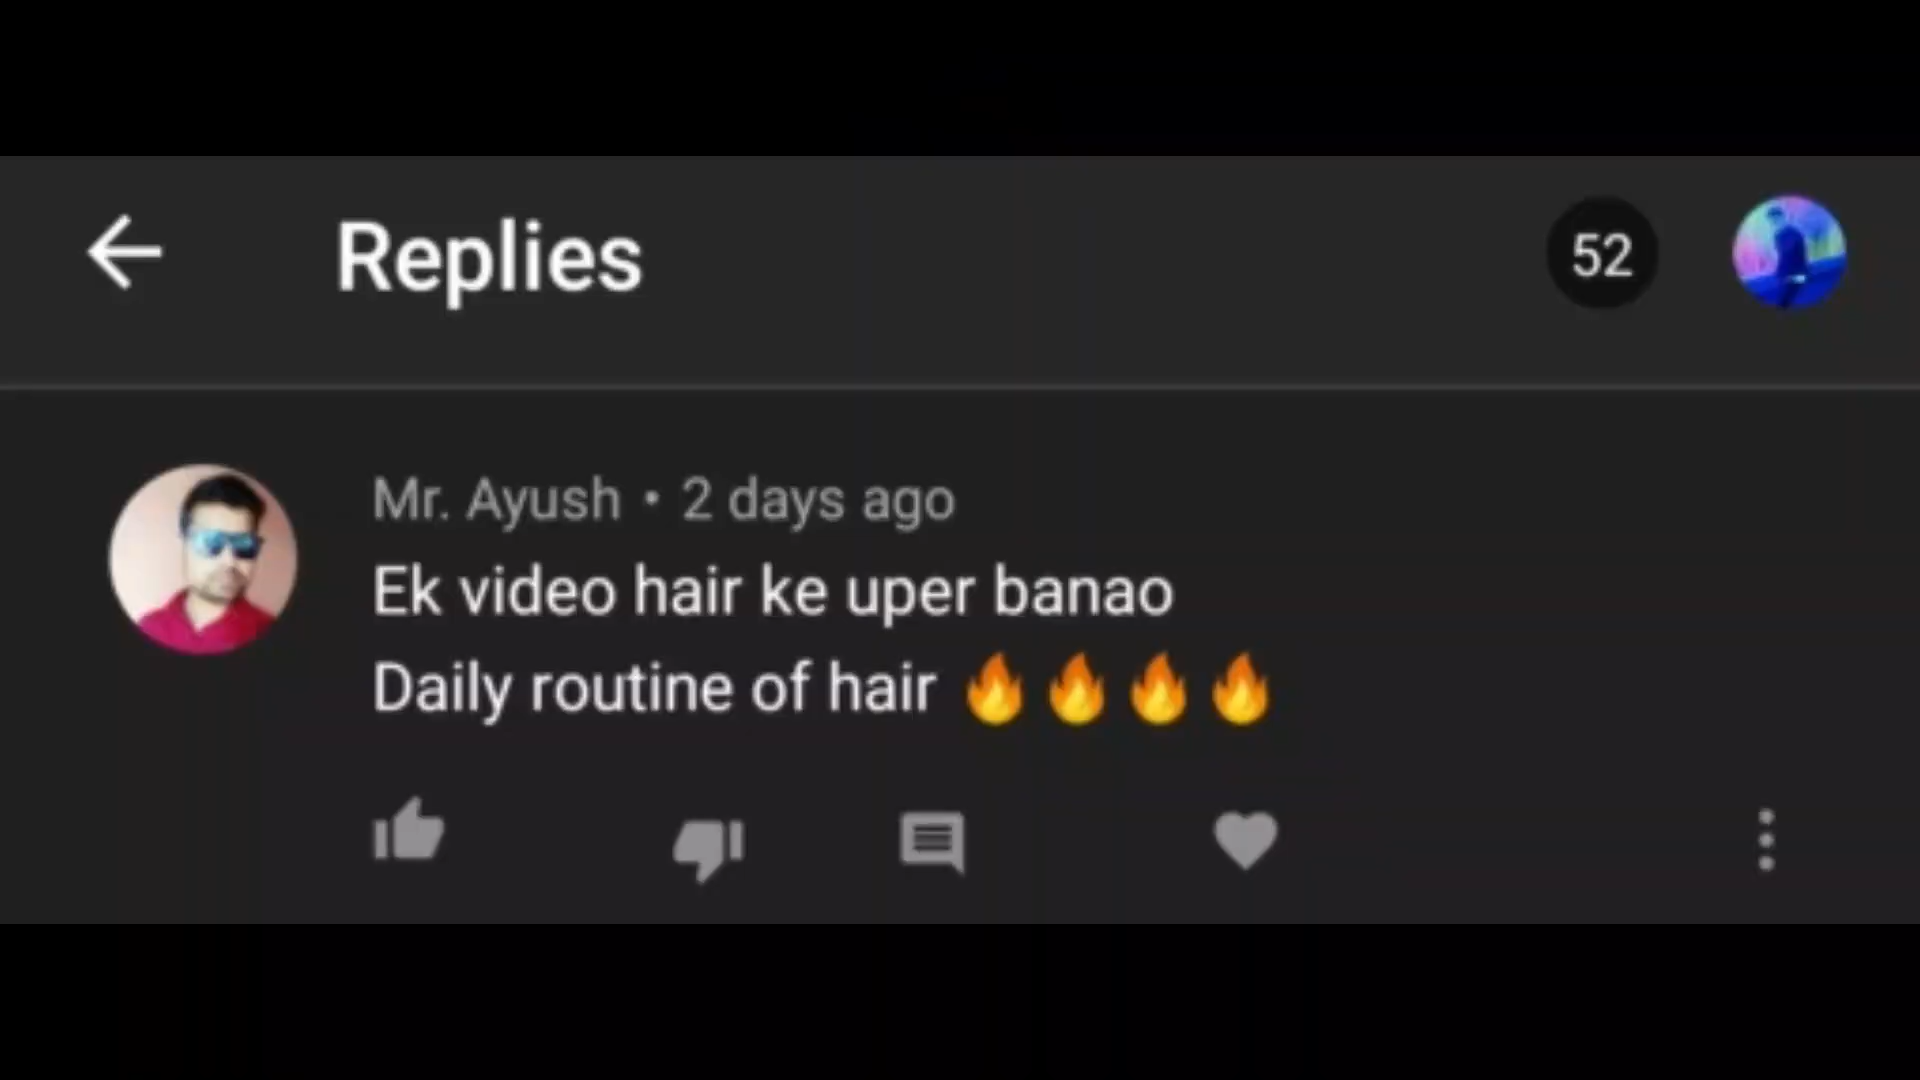 Replies
52
Mr. Ayush • 2 days ago
Ek video hair ke uper banao
Daily routine of hair 🔥🔥🔥🔥